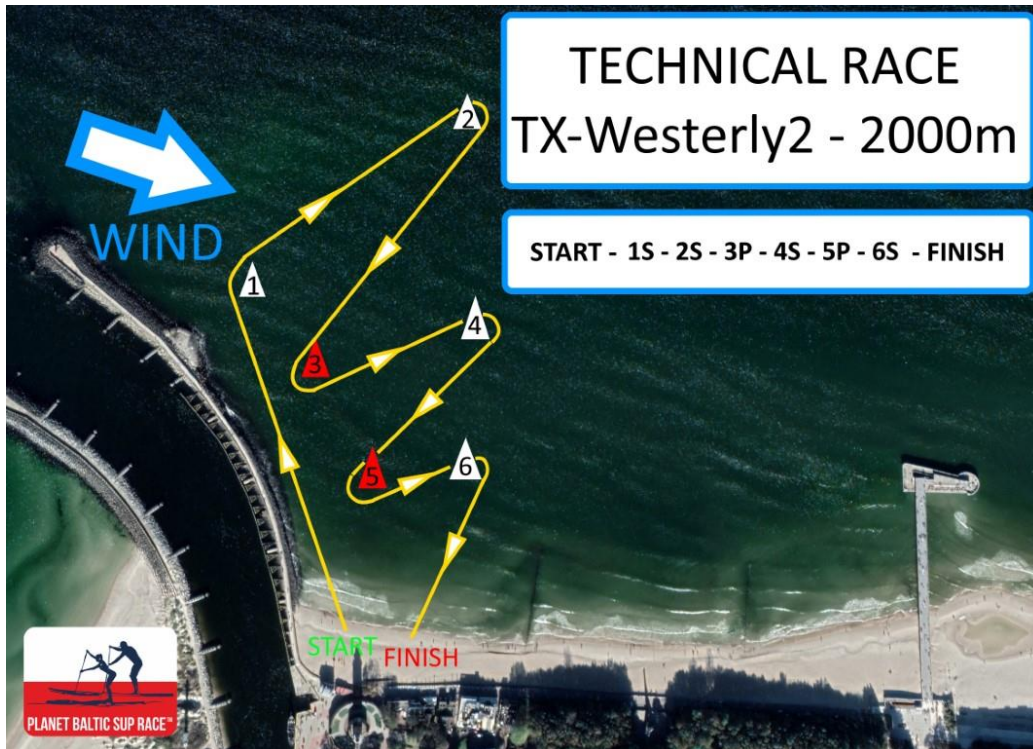 TECHNICAL RACE
TX-Westerly2 - 2000m
START - 1S - 2S - 3P - 4S - 5P - 6S - FINISH
WIND
2
1
4
3
6
5
START
FINISH
PLANET BALTIC SUP RACE™